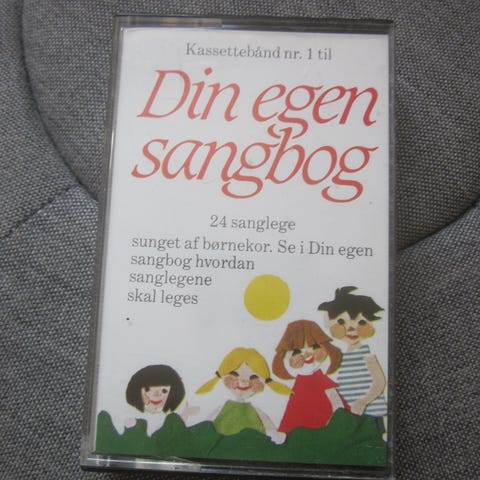 Kassettebånd nr. 1 til
Din egen
sangbog
24 sanglege
sunget af børnekor. Se i Din egen
sangbog hvordan
sanglegene
skal leges